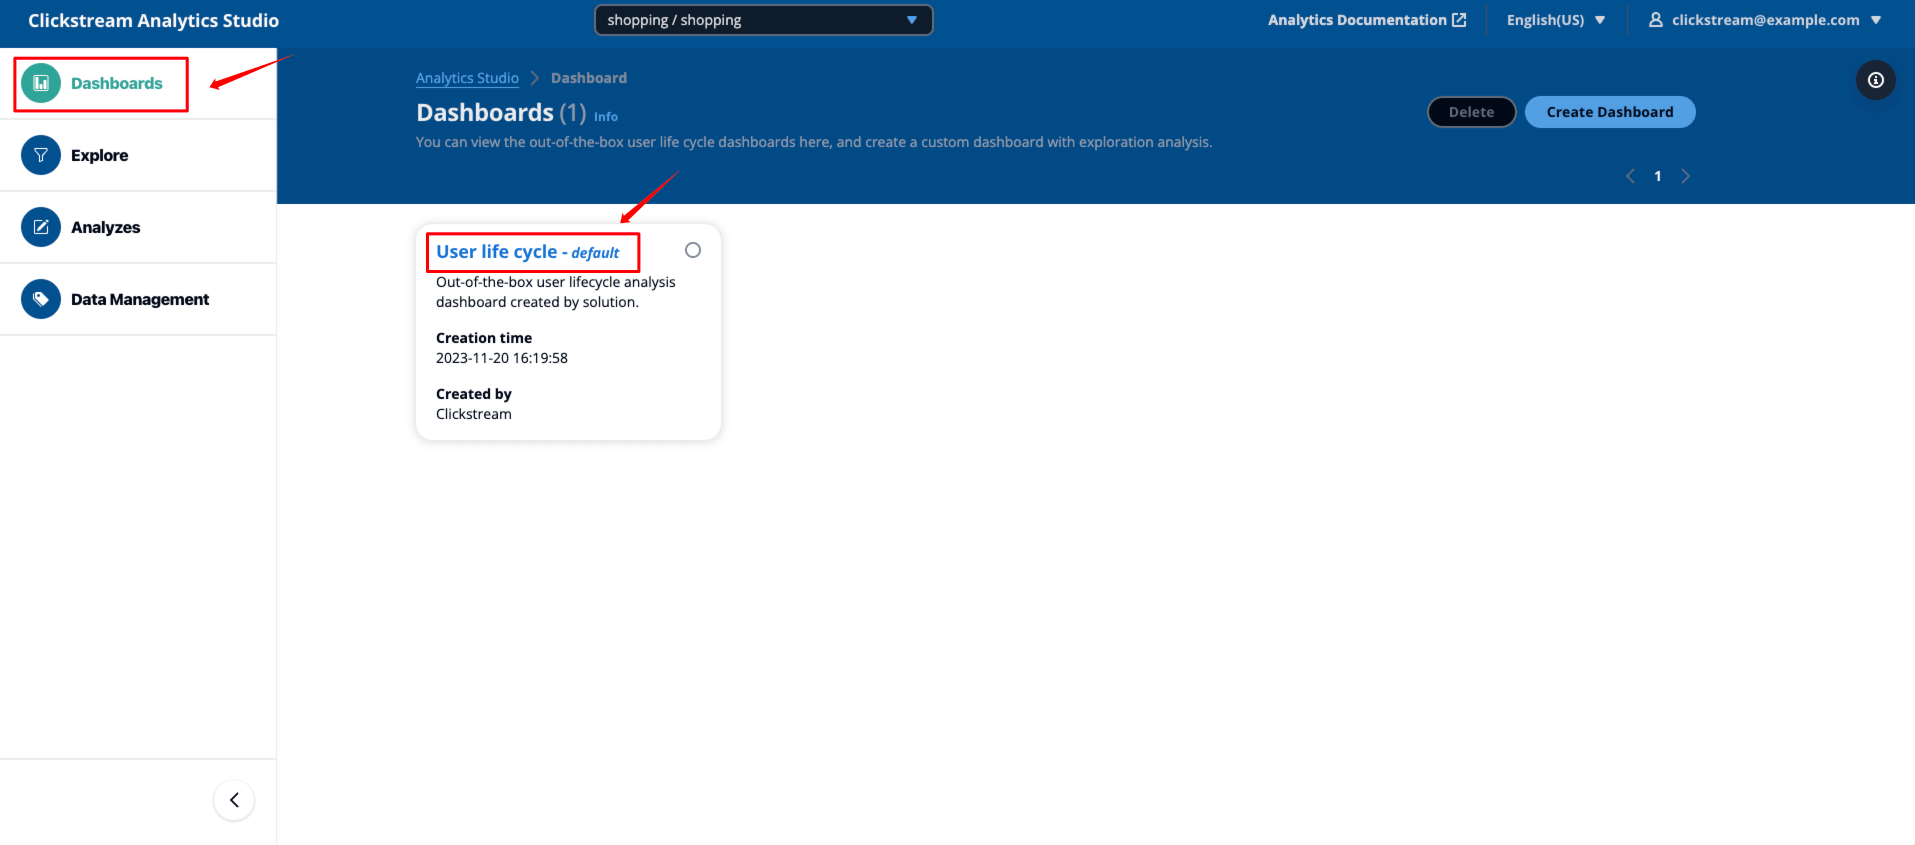 Clickstream Analytics Studio
shopping / shopping
Analytics Documentation
English(US)
clickstream@example.com
Dashboards
Explore
Analyzes
Data Management
Analytics Studio > Dashboard
Dashboards (1) Info
You can view the out-of-the-box user life cycle dashboards here, and create a custom dashboard with exploration analysis.
Delete
Create Dashboard
1
User life cycle - default
Out-of-the-box user lifecycle analysis
dashboard created by solution.
Creation time
2023-11-20 16:19:58
Created by
Clickstream